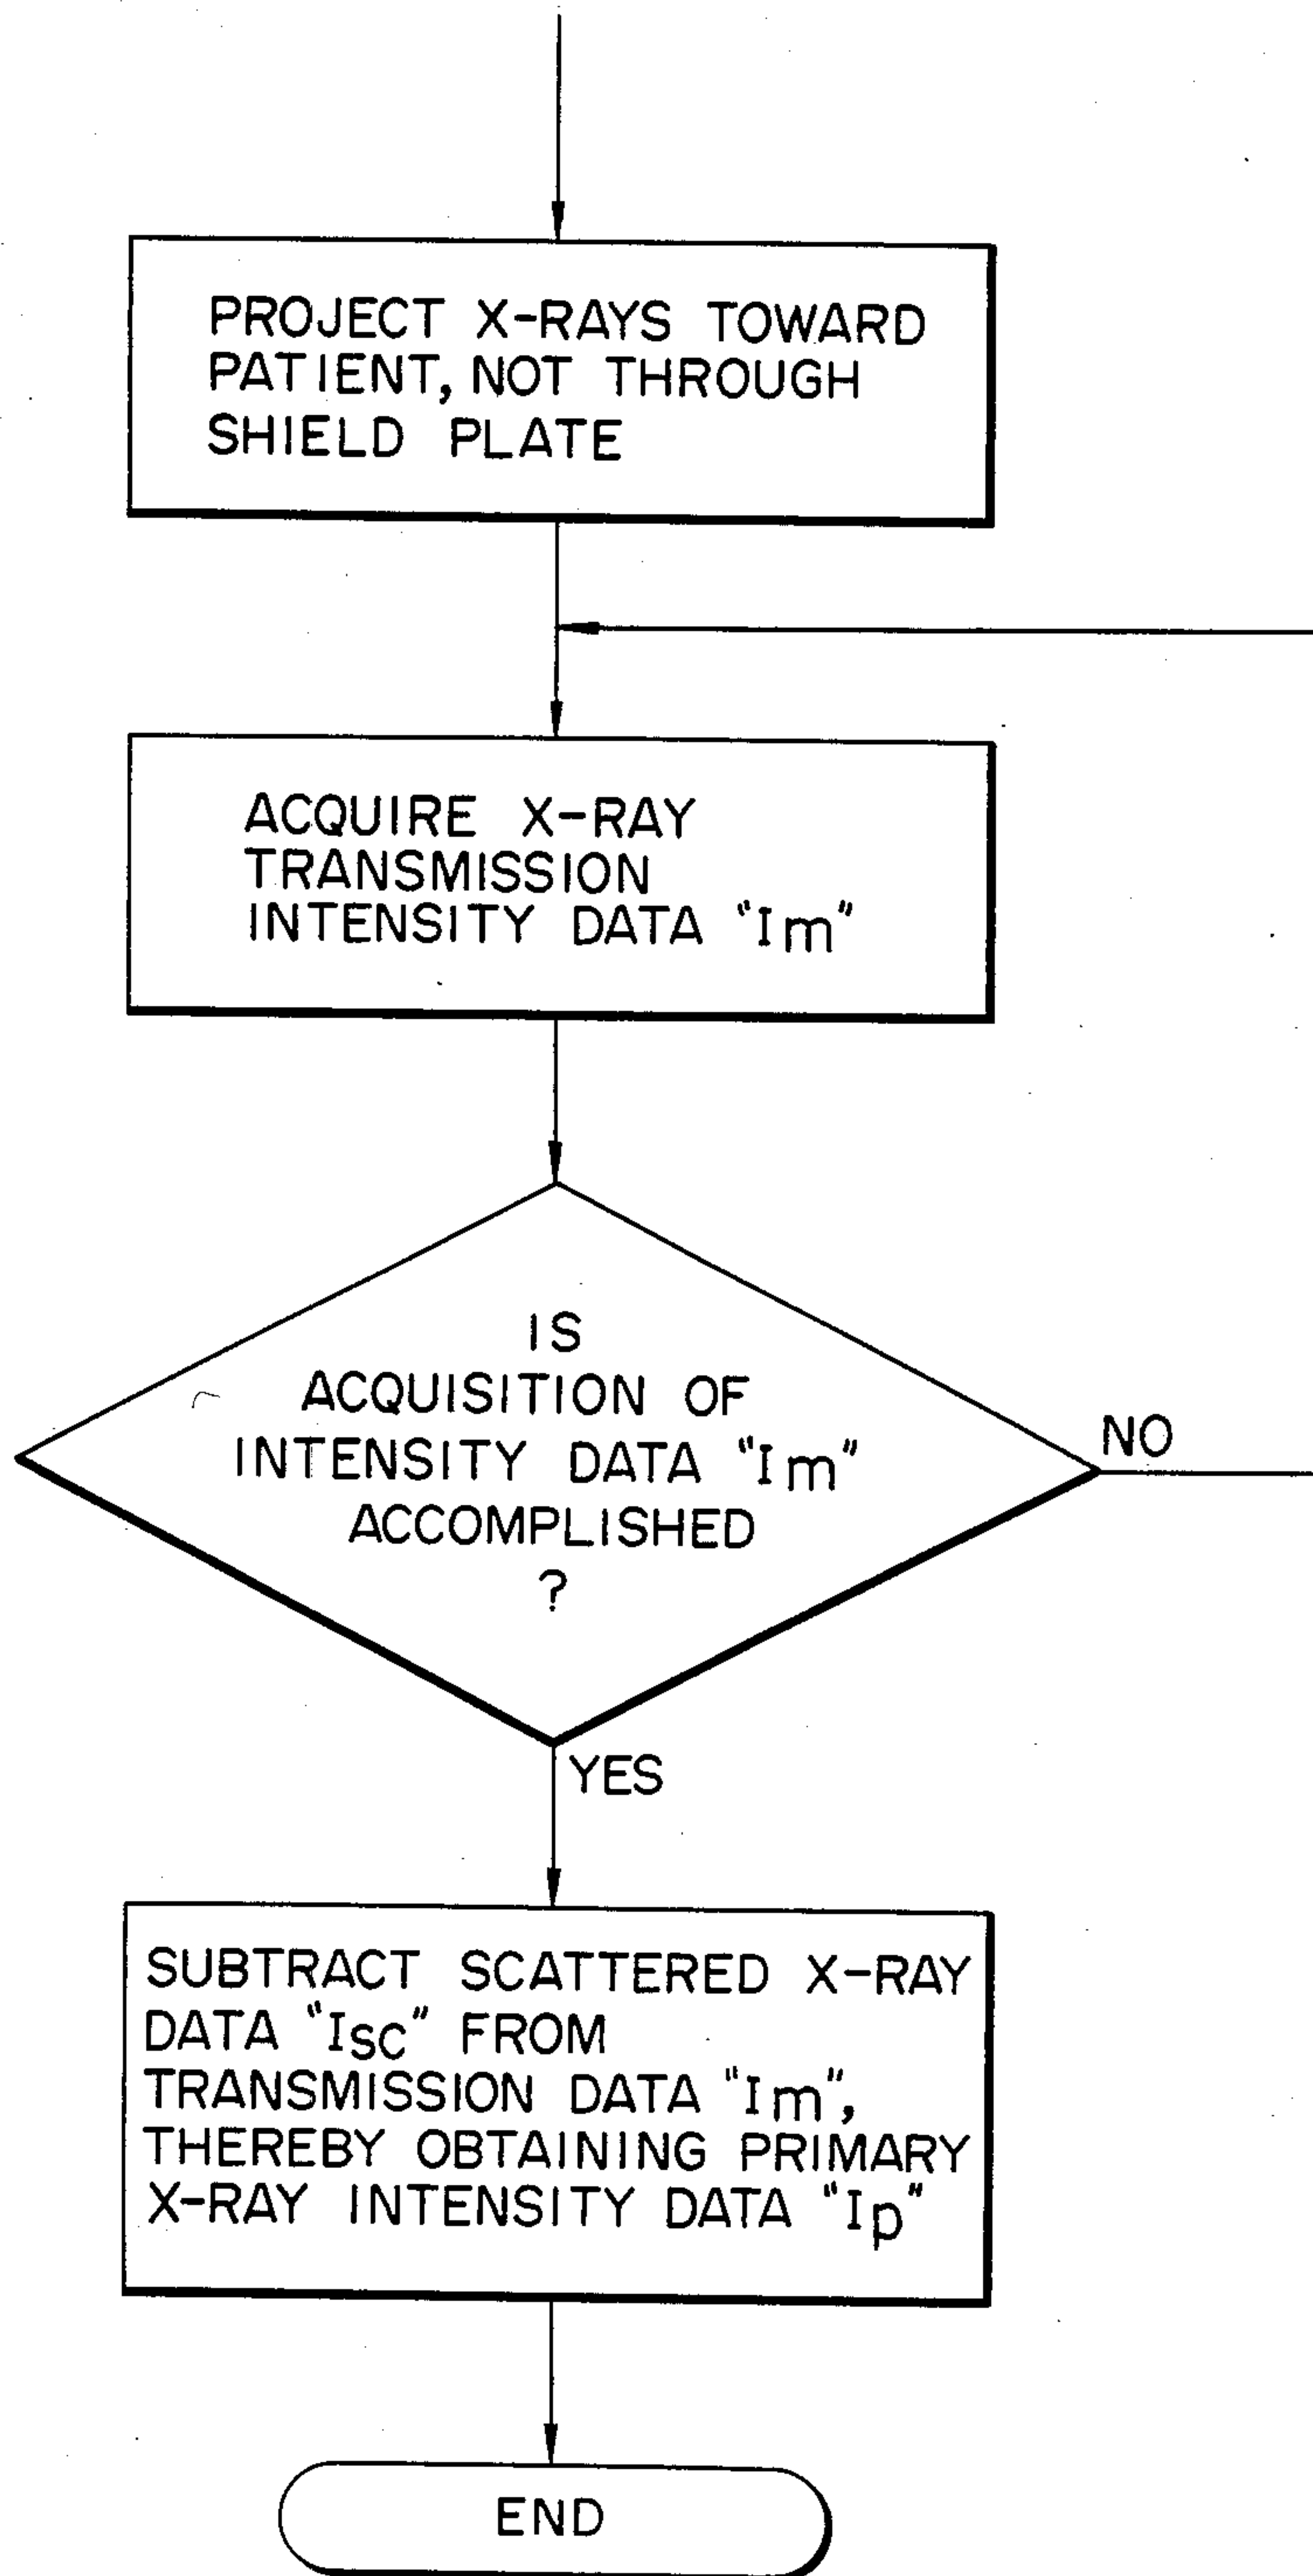 PROJECT X-RAYS TOWARD
PATIENT, NOT THROUGH
SHIELD PLATE
ACQUIRE X-RAY
TRANSMISSION
INTENSITY DATA "Im"
IS
ACQUISITION OF
INTENSITY DATA "Im"
ACCOMPLISHED
?
NO
YES
SUBTRACT SCATTERED X-RAY
DATA "Isc" FROM
TRANSMISSION DATA "Im",
THEREBY OBTAINING PRIMARY
X-RAY INTENSITY DATA "Ip"
END